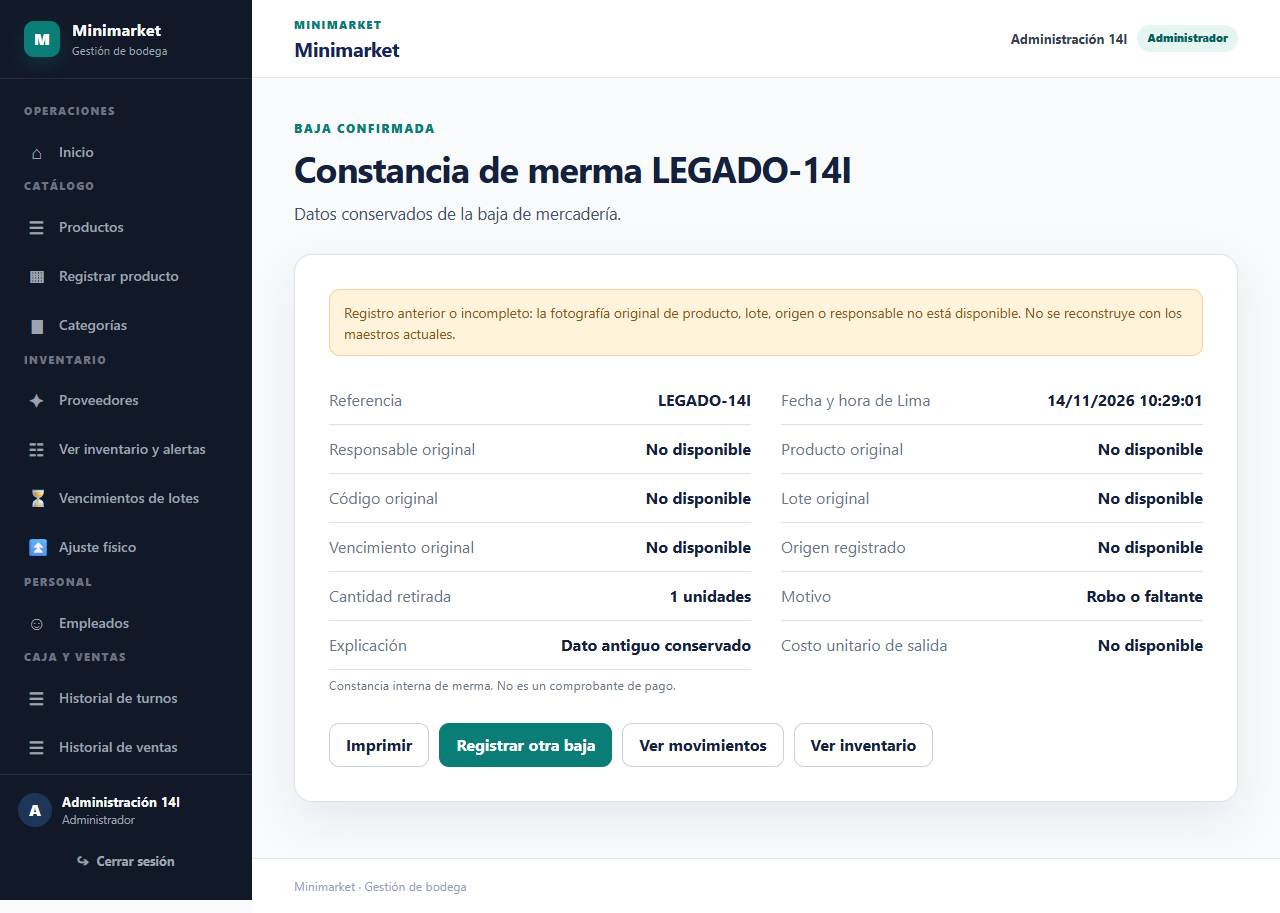 M
Minimarket
Gestión de bodega
OPERACIONES
Inicio
CATÁLOGO
Productos
Registrar producto
Categorías
INVENTARIO
Proveedores
Ver inventario y alertas
Vencimientos de lotes
Ajuste físico
PERSONAL
Empleados
CAJA Y VENTAS
Historial de turnos
Historial de ventas
A
Administración 14I
Administrador
Cerrar sesión
MINIMARKET
Minimarket
Administración 14I
Administrador
BAJA CONFIRMADA
Constancia de merma LEGADO-14I
Datos conservados de la baja de mercadería.
Registro anterior o incompleto: la fotografía original de producto, lote, origen o responsable no está disponible. No se reconstruye con los
maestros actuales.
Referencia LEGADO-14I Fecha y hora de Lima 14/11/2026 10:29:01
Responsable original No disponible Producto original No disponible
Código original No disponible Lote original No disponible
Vencimiento original No disponible Origen registrado No disponible
Cantidad retirada 1 unidades Motivo Robo o faltante
Explicación Dato antiguo conservado Costo unitario de salida No disponible
Constancia interna de merma. No es un comprobante de pago.
Imprimir Registrar otra baja Ver movimientos Ver inventario
Minimarket · Gestión de bodega